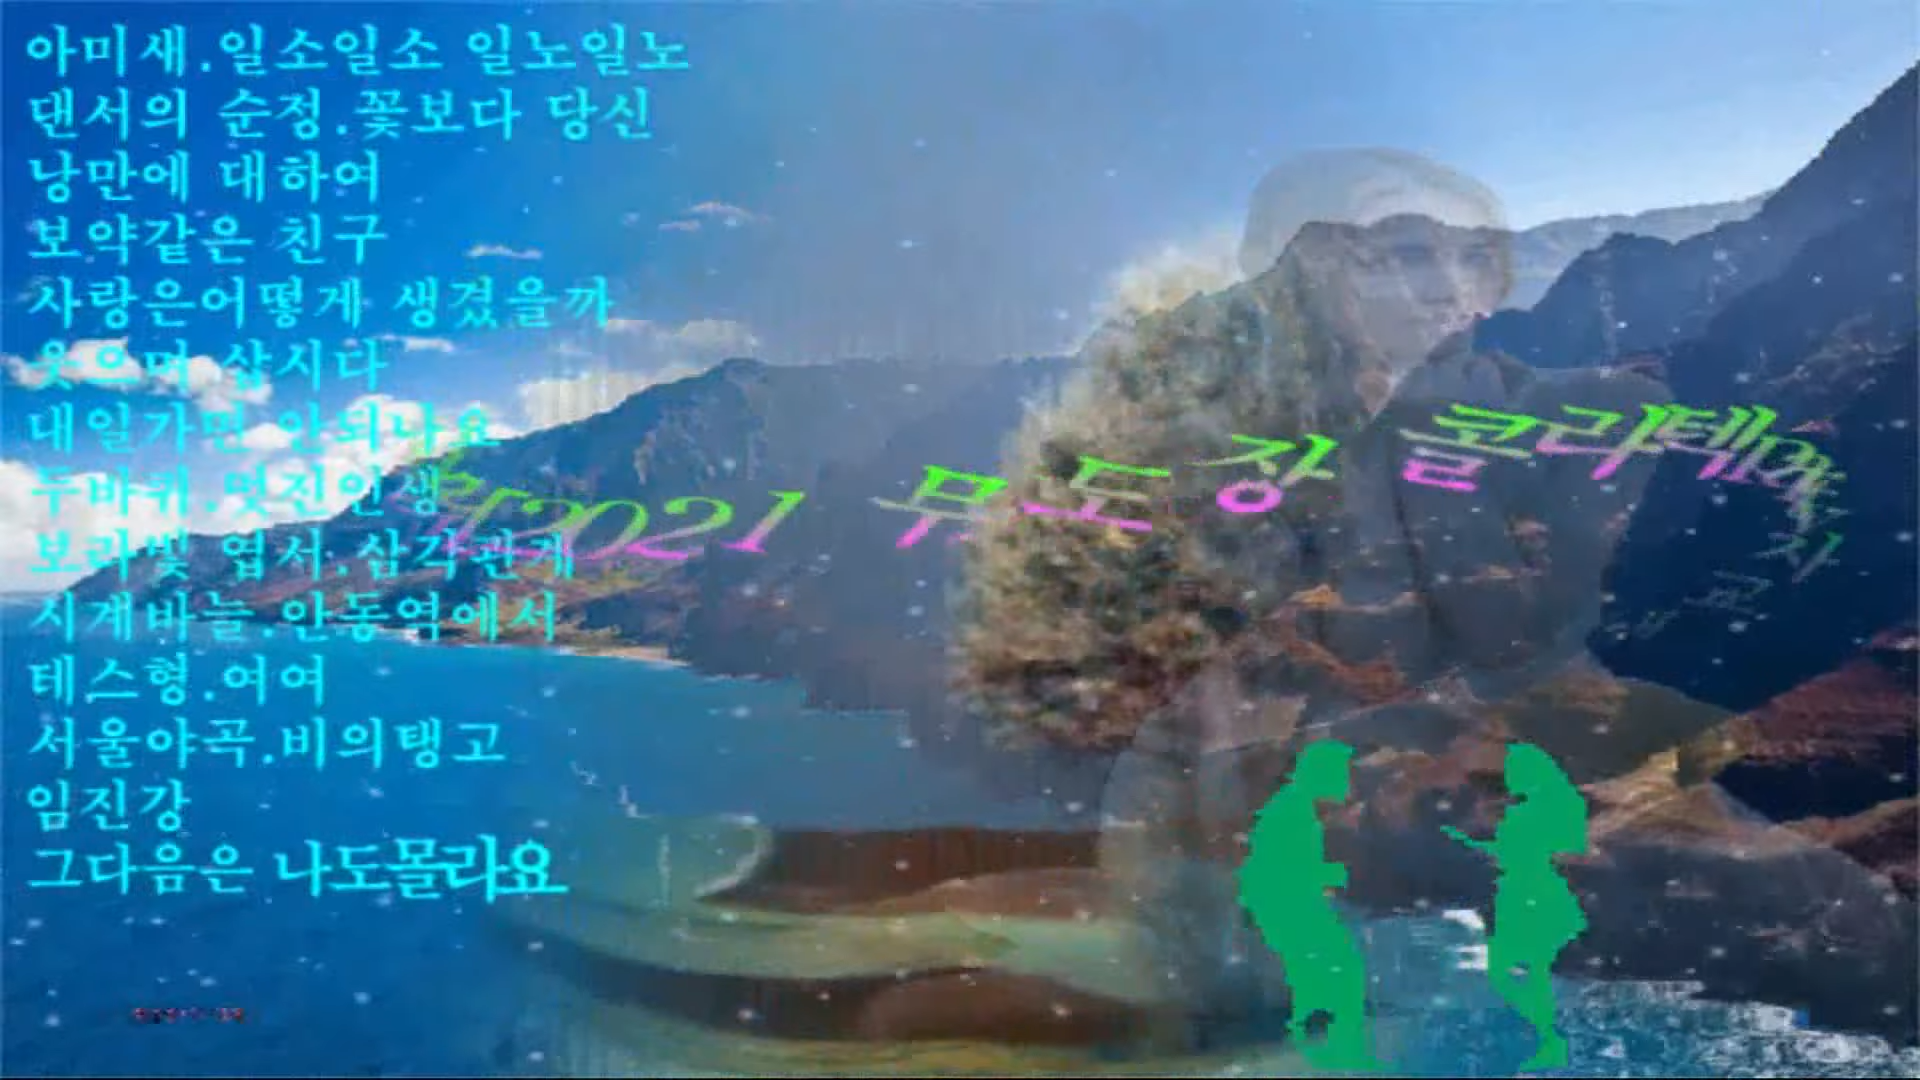 아미새.일소일소 일노일노
댄서의 순정.꽃보다 당신
낭만에 대하여
보약같은 친구
사랑은어떻게 생겼을까
웃으며 삽시다
대일가면 안되나요
두바퀴.멋진인생
보라빛 엽서.삼각관계
시계바늘.안동역에서
테스형.여여
서울야곡.비의탱고
임진강
그다음은 나도몰라요
2021 무도장 콜라텍